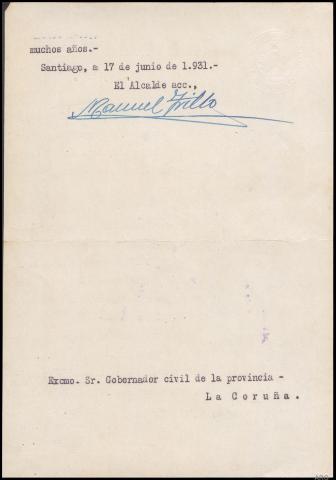 muchos años.-
Santiago, a 17 de junio de 1.931.-
El Alcalde acc.,
Manuel Trillo
Excmo. Sr. Gobernador civil de la provincia -
La Coruña.